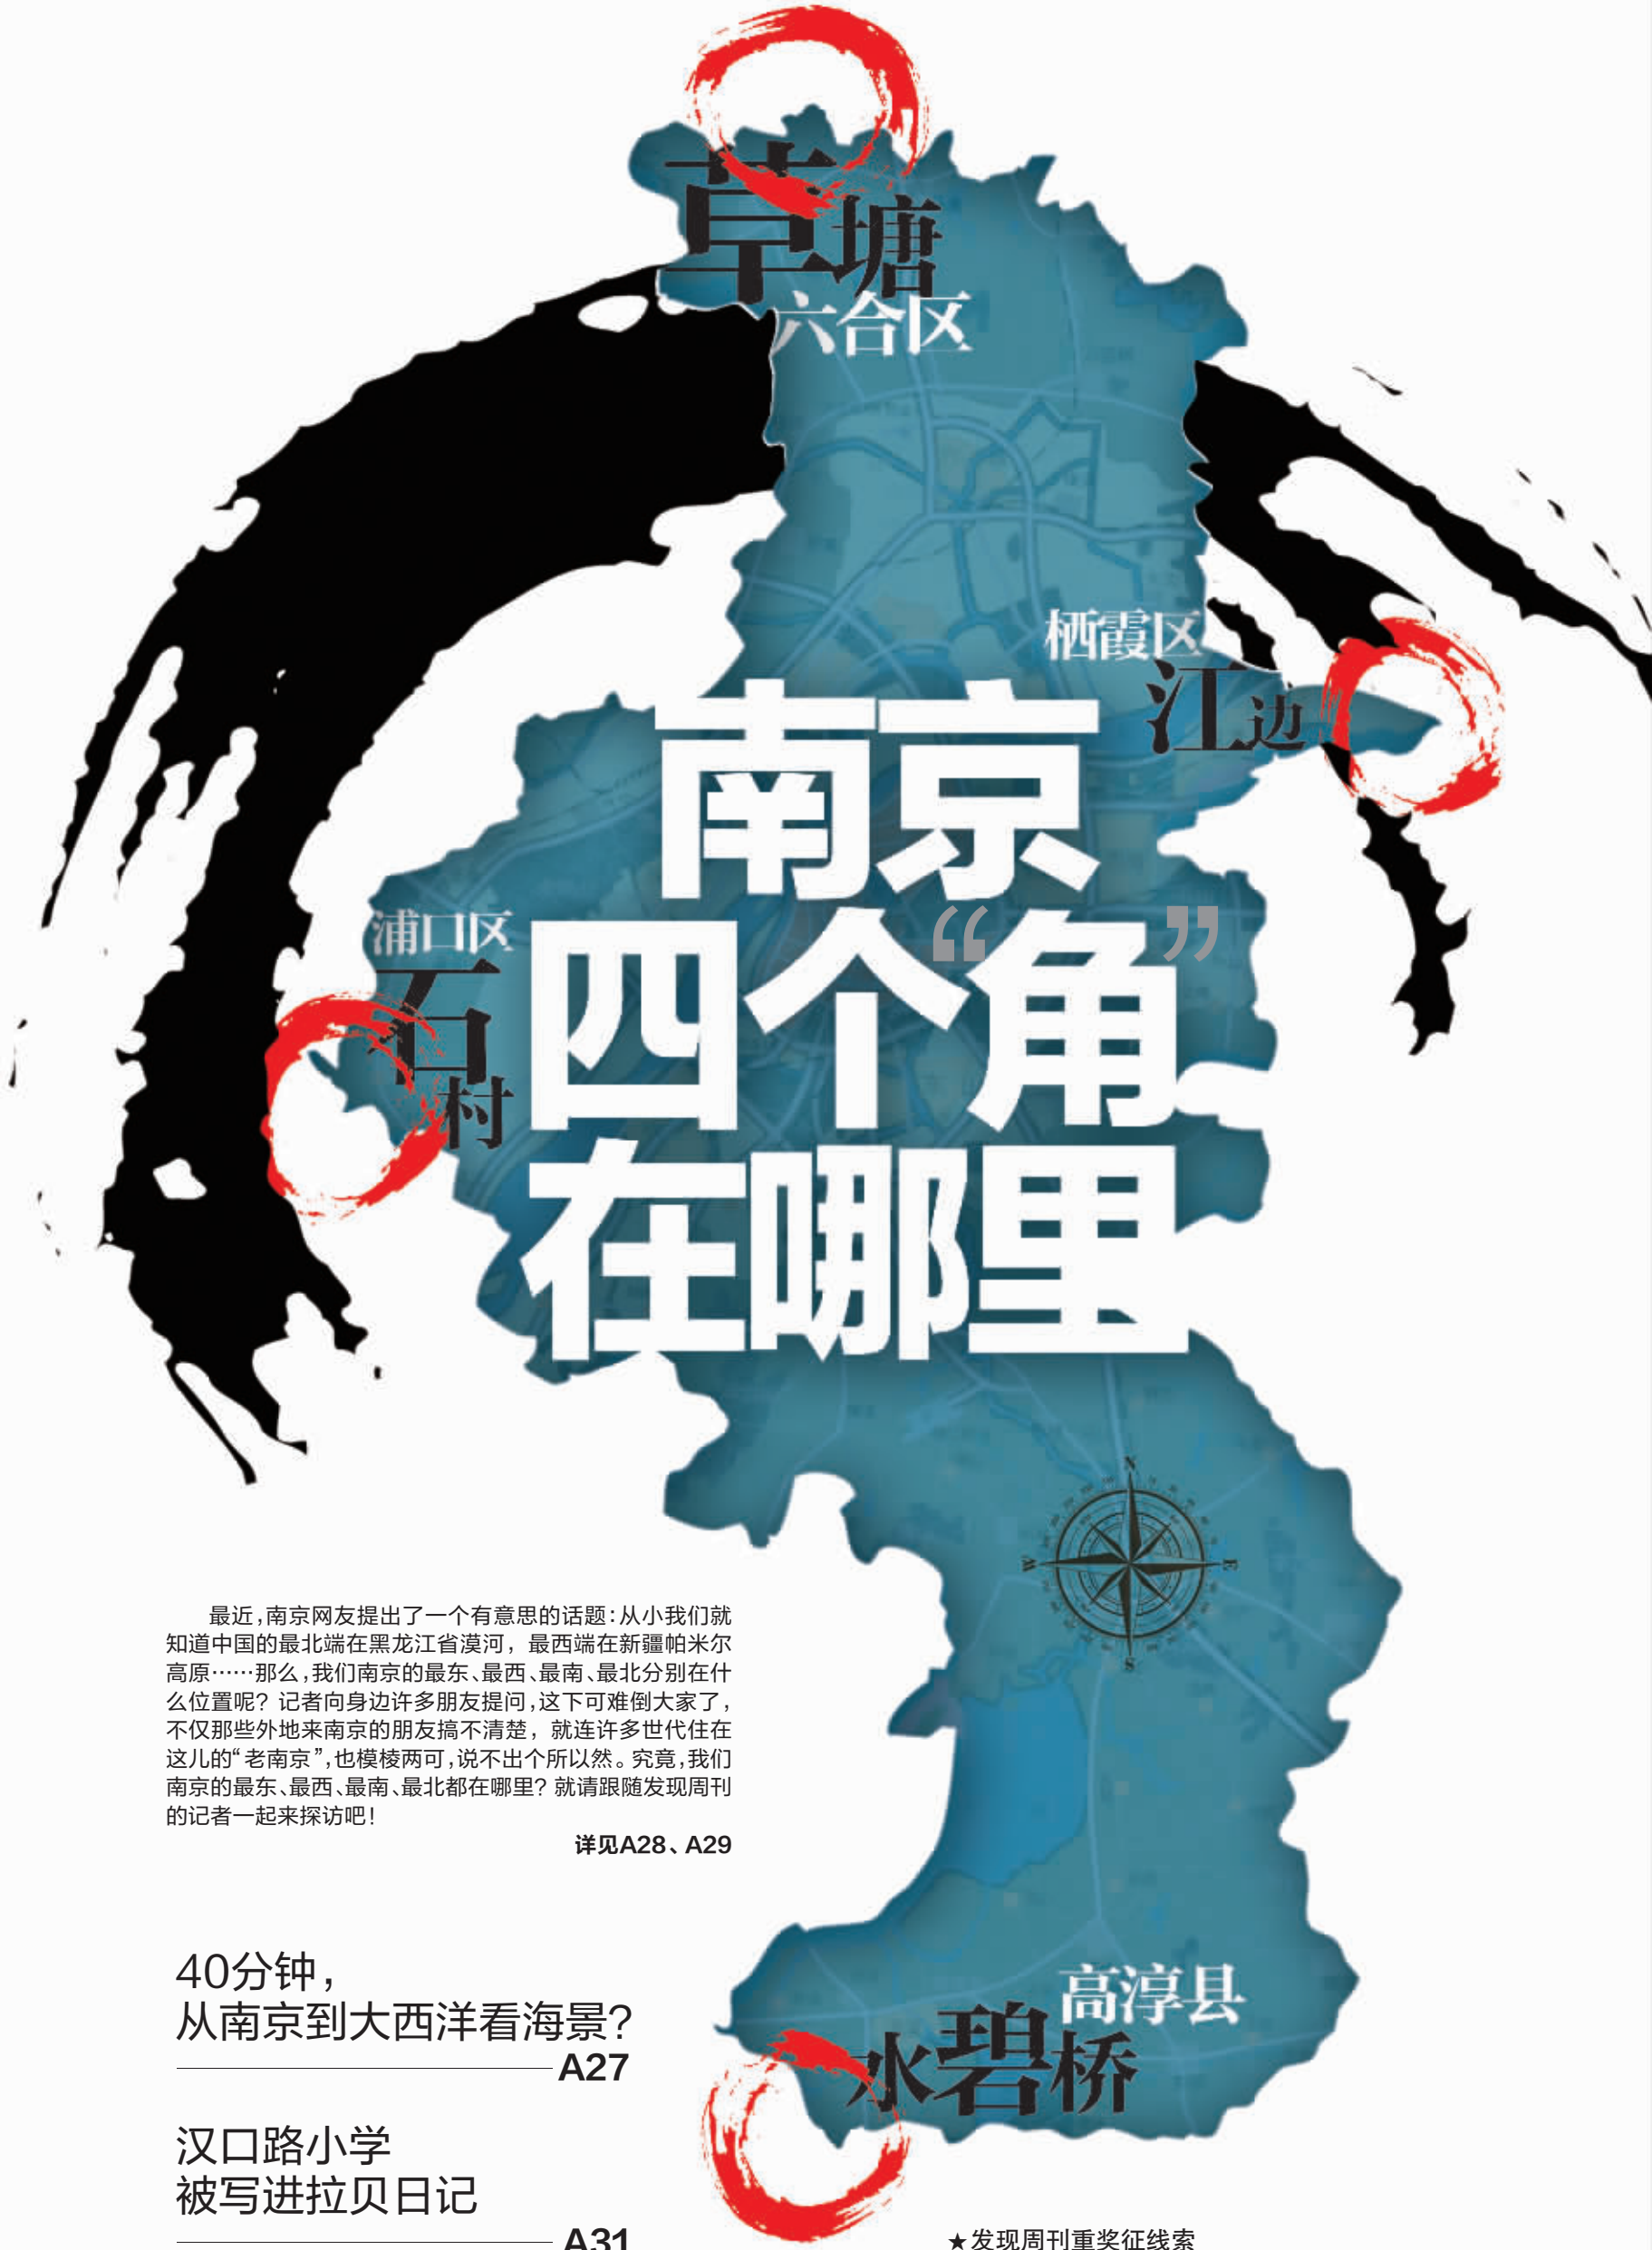 草塘
六合区
栖霞区
江边
南京
四个“角”
在哪里
浦口区
石村
N
W
E
S
最近，南京网友提出了一个有意思的话题：从小我们就
知道中国的最北端在黑龙江省漠河，最西端在新疆帕米尔
高原……那么，我们南京的最东、最西、最南、最北分别在什
么位置呢？记者向身边许多朋友提问，这下可难倒大家了，
不仅那些外地来南京的朋友搞不清楚，就连许多世代住在
这儿的“老南京”，也模棱两可，说不出个所以然。究竟，我们
南京的最东、最西、最南、最北都在哪里？就请跟随发现周刊
的记者一起来探访吧！
详见A28、A29
高淳县
水碧桥
40分钟，
从南京到大西洋看海景？
A27
汉口路小学
被写进拉贝日记
A31
★发现周刊重奖征线索